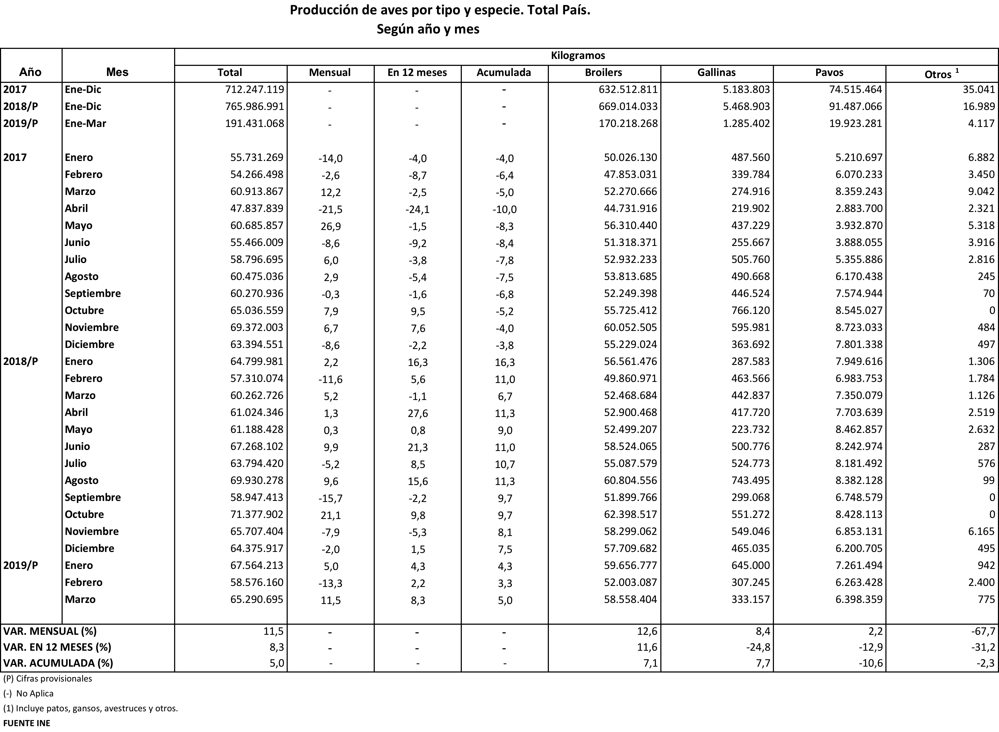 Producción de aves por tipo y especie. Total País.
Según año y mes
Kilogramos
Año Mes Total Mensual En 12 meses Acumulada Broilers Gallinas Pavos Otros 1
2017 Ene-Dic 712.247.119 - - - 632.512.811 5.183.803 74.515.464 35.041
2018/P Ene-Dic 765.986.991 - - - 669.014.033 5.468.903 91.487.066 16.989
2019/P Ene-Mar 191.431.068 - - - 170.218.268 1.285.402 19.923.281 4.117
2017 Enero 55.731.269 -14,0 -4,0 -4,0 50.026.130 487.560 5.210.697 6.882
Febrero 54.266.498 -2,6 -8,7 -6,4 47.853.031 339.784 6.070.233 3.450
Marzo 60.913.867 12,2 -2,5 -5,0 52.270.666 274.916 8.359.243 9.042
Abril 47.837.839 -21,5 -24,1 -10,0 44.731.916 219.902 2.883.700 2.321
Mayo 60.685.857 26,9 -1,5 -8,3 56.310.440 437.229 3.932.870 5.318
Junio 55.466.009 -8,6 -9,2 -8,4 51.318.371 255.667 3.888.055 3.916
Julio 58.796.695 6,0 -3,8 -7,8 52.932.233 505.760 5.355.886 2.816
Agosto 60.475.036 2,9 -5,4 -7,5 53.813.685 490.668 6.170.438 245
Septiembre 60.270.936 -0,3 -1,6 -6,8 52.249.398 446.524 7.574.944 70
Octubre 65.036.559 7,9 9,5 -5,2 55.725.412 766.120 8.545.027 0
Noviembre 69.372.003 6,7 7,6 -4,0 60.052.505 595.981 8.723.033 484
Diciembre 63.394.551 -8,6 -2,2 -3,8 55.229.024 363.692 7.801.338 497
2018/P Enero 64.799.981 2,2 16,3 16,3 56.561.476 287.583 7.949.616 1.306
Febrero 57.310.074 -11,6 5,6 11,0 49.860.971 463.566 6.983.753 1.784
Marzo 60.262.726 5,2 -1,1 6,7 52.468.684 442.837 7.350.079 1.126
Abril 61.024.346 1,3 27,6 11,3 52.900.468 417.720 7.703.639 2.519
Mayo 61.188.428 0,3 0,8 9,0 52.499.207 223.732 8.462.857 2.632
Junio 67.268.102 9,9 21,3 11,0 58.524.065 500.776 8.242.974 287
Julio 63.794.420 -5,2 8,5 10,7 55.087.579 524.773 8.181.492 576
Agosto 69.930.278 9,6 15,6 11,3 60.804.556 743.495 8.382.128 99
Septiembre 58.947.413 -15,7 -2,2 9,7 51.899.766 299.068 6.748.579 0
Octubre 71.377.902 21,1 9,8 9,7 62.398.517 551.272 8.428.113 0
Noviembre 65.707.404 -7,9 -5,3 8,1 58.299.062 549.046 6.853.131 6.165
Diciembre 64.375.917 -2,0 1,5 7,5 57.709.682 465.035 6.200.705 495
2019/P Enero 67.564.213 5,0 4,3 4,3 59.656.777 645.000 7.261.494 942
Febrero 58.576.160 -13,3 2,2 3,3 52.003.087 307.245 6.263.428 2.400
Marzo 65.290.695 11,5 8,3 5,0 58.558.404 333.157 6.398.359 775
VAR. MENSUAL (%) 11,5 - - - 12,6 8,4 2,2 -67,7
VAR. EN 12 MESES (%) 8,3 - - - 11,6 -24,8 -12,9 -31,2
VAR. ACUMULADA (%) 5,0 - - - 7,1 7,7 -10,6 -2,3
(P) Cifras provisionales
(-) No Aplica
(1) Incluye patos, gansos, avestruces y otros.
FUENTE INE